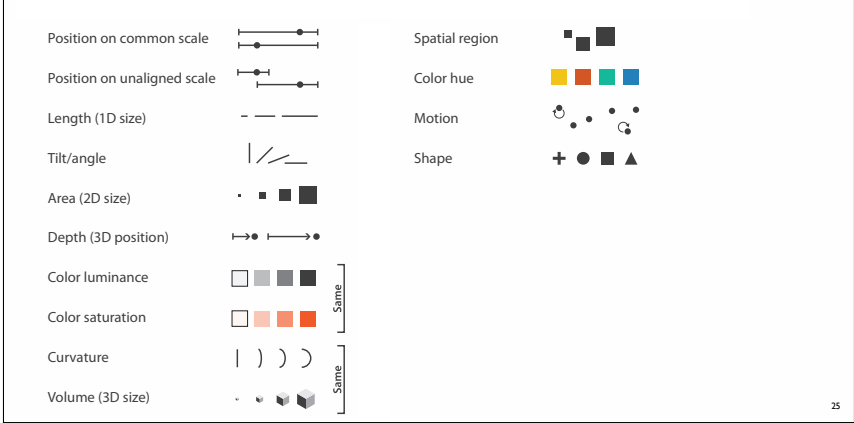 Position on common scale
Position on unaligned scale
Length (1D size)
Tilt/angle
Area (2D size)
Depth (3D position)
Color luminance
Color saturation
Same
Curvature
Volume (3D size)
Same
Spatial region
Color hue
Motion
Shape
25